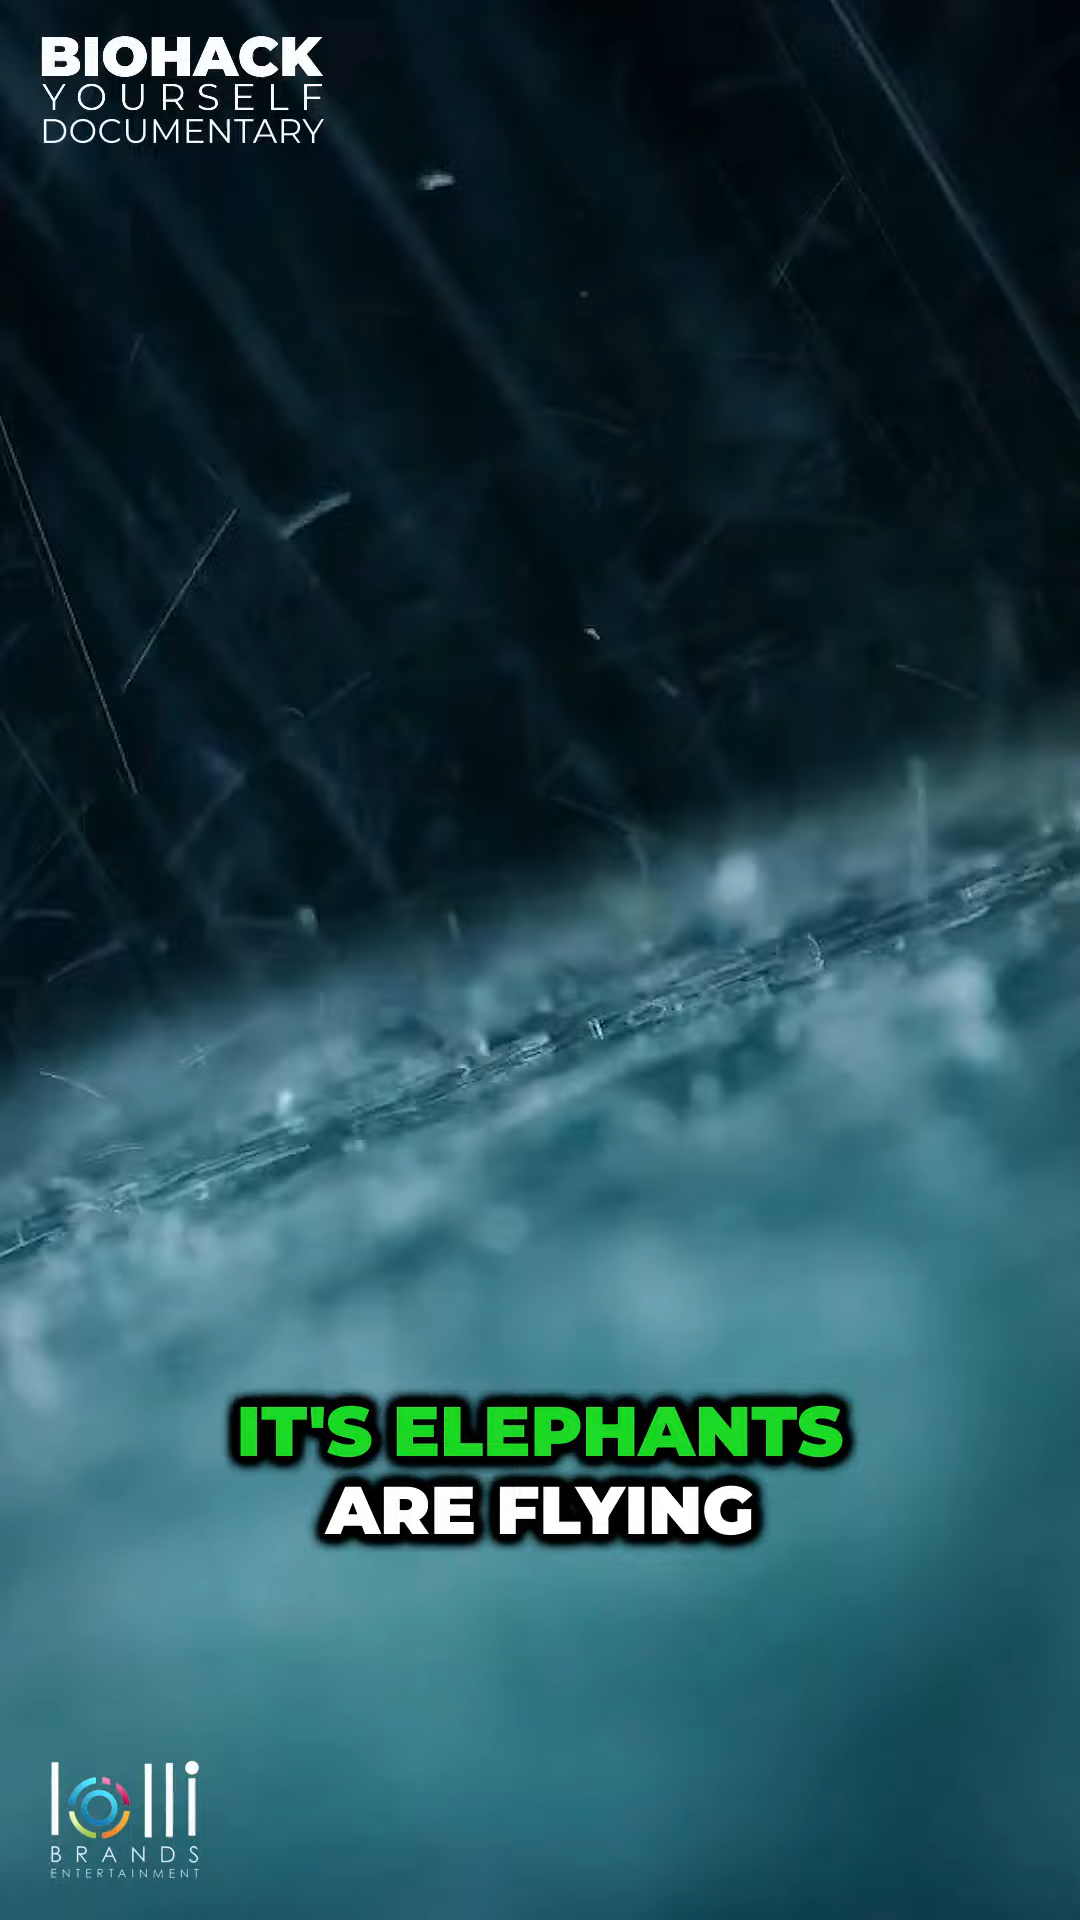 BIOHACK
YOURSELF
DOCUMENTARY
IT'S ELEPHANTS
ARE FLYING
lolli
BRANDS
ENTERTAINMENT